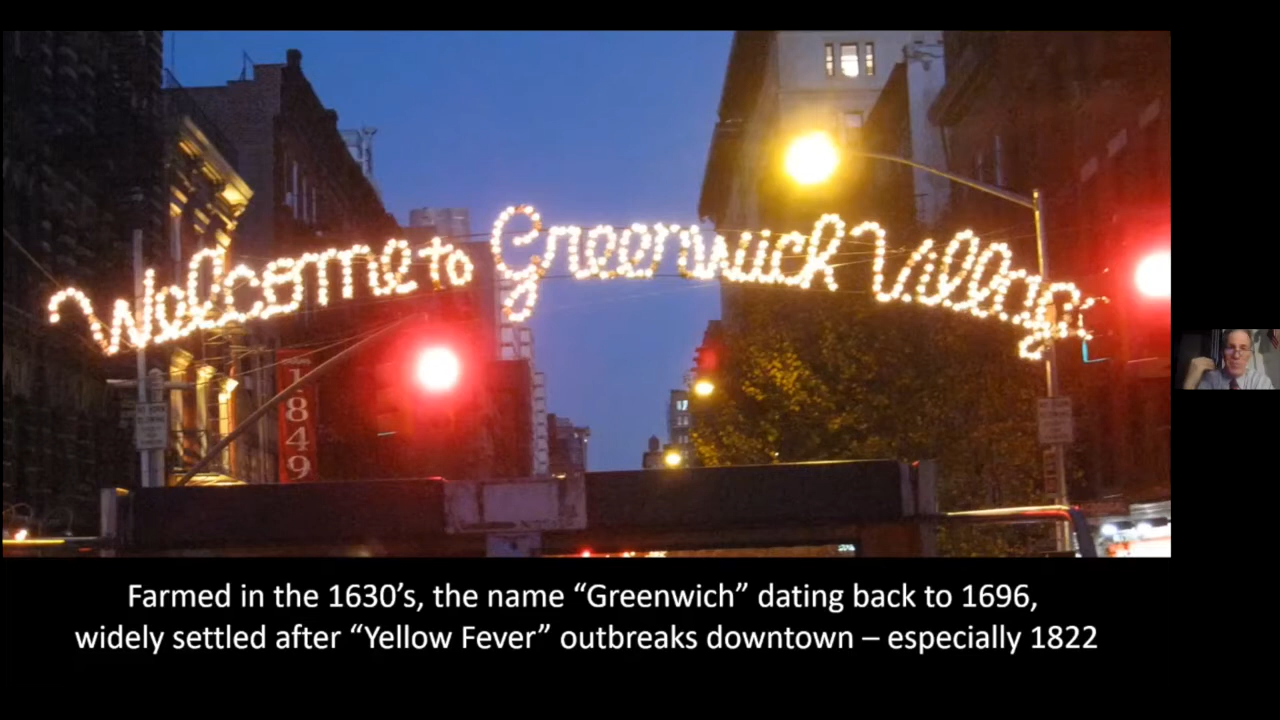 Welcome to Greenwich Village
1849
Farmed in the 1630’s, the name “Greenwich” dating back to 1696,
widely settled after “Yellow Fever” outbreaks downtown – especially 1822